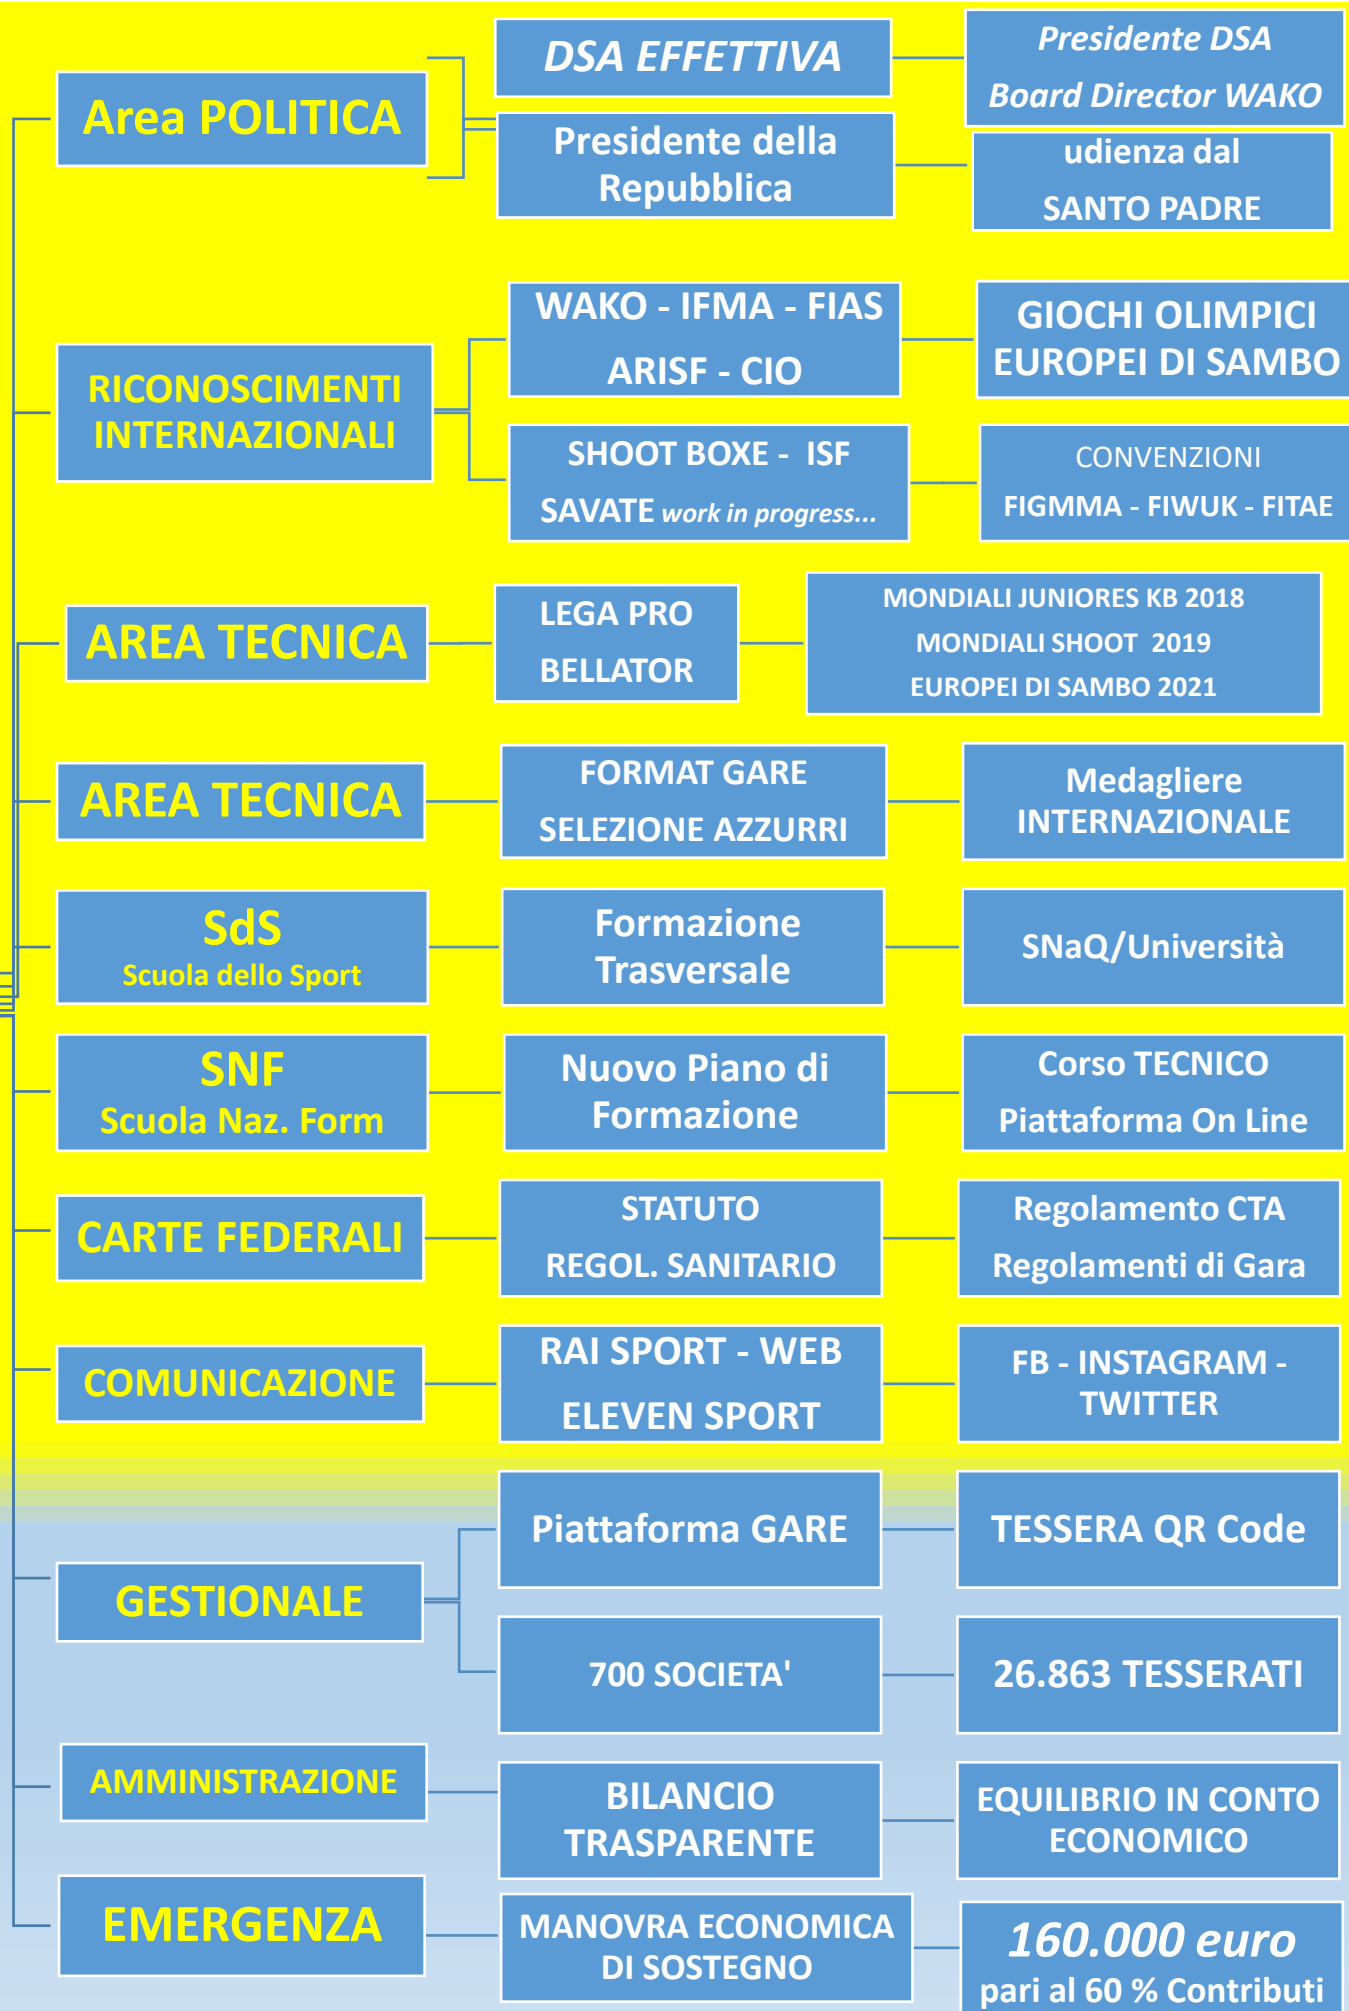 Area POLITICA
DSA EFFETTIVA
Presidente DSA
Board Director WAKO
Presidente della
Repubblica
udienza dal
SANTO PADRE
RICONOSCIMENTI
INTERNAZIONALI
WAKO - IFMA - FIAS
ARISF - CIO
GIOCHI OLIMPICI
EUROPEI DI SAMBO
SHOOT BOXE - ISF
SAVATE work in progress...
CONVENZIONI
FIGMMA - FIWUK - FITAE
AREA TECNICA
LEGA PRO
BELLATOR
MONDIALI JUNIORES KB 2018
MONDIALI SHOOT 2019
EUROPEI DI SAMBO 2021
AREA TECNICA
FORMAT GARE
SELEZIONE AZZURRI
Medagliere
INTERNAZIONALE
SdS
Scuola dello Sport
Formazione
Trasversale
SNaQ/Università
SNF
Scuola Naz. Form
Nuovo Piano di
Formazione
Corso TECNICO
Piattaforma On Line
CARTE FEDERALI
STATUTO
REGOL. SANITARIO
Regolamento CTA
Regolamenti di Gara
COMUNICAZIONE
RAI SPORT - WEB
ELEVEN SPORT
FB - INSTAGRAM -
TWITTER
GESTIONALE
Piattaforma GARE
TESSERA QR Code
700 SOCIETA'
26.863 TESSERATI
AMMINISTRAZIONE
BILANCIO
TRASPARENTE
EQUILIBRIO IN CONTO
ECONOMICO
EMERGENZA
MANOVRA ECONOMICA
DI SOSTEGNO
160.000 euro
pari al 60 % Contributi